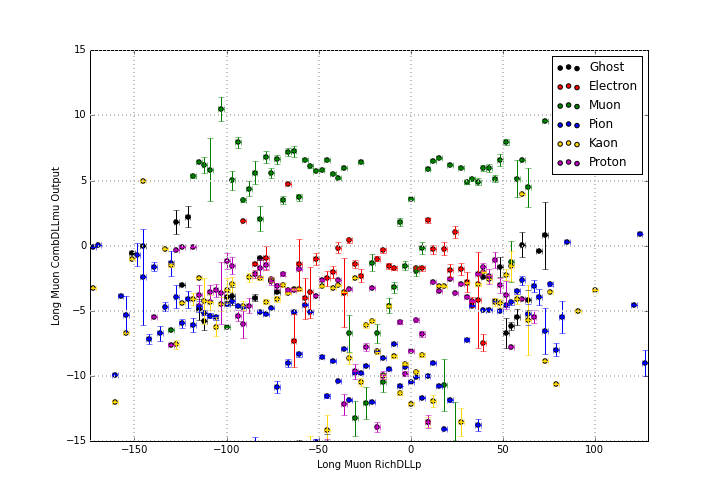 15
10
5
0
−5
−10
−15
−150
−100
−50
0
50
100
Long Muon RichDLLp
Long Muon CombDLLmu Output
Ghost
Electron
Muon
Pion
Kaon
Proton